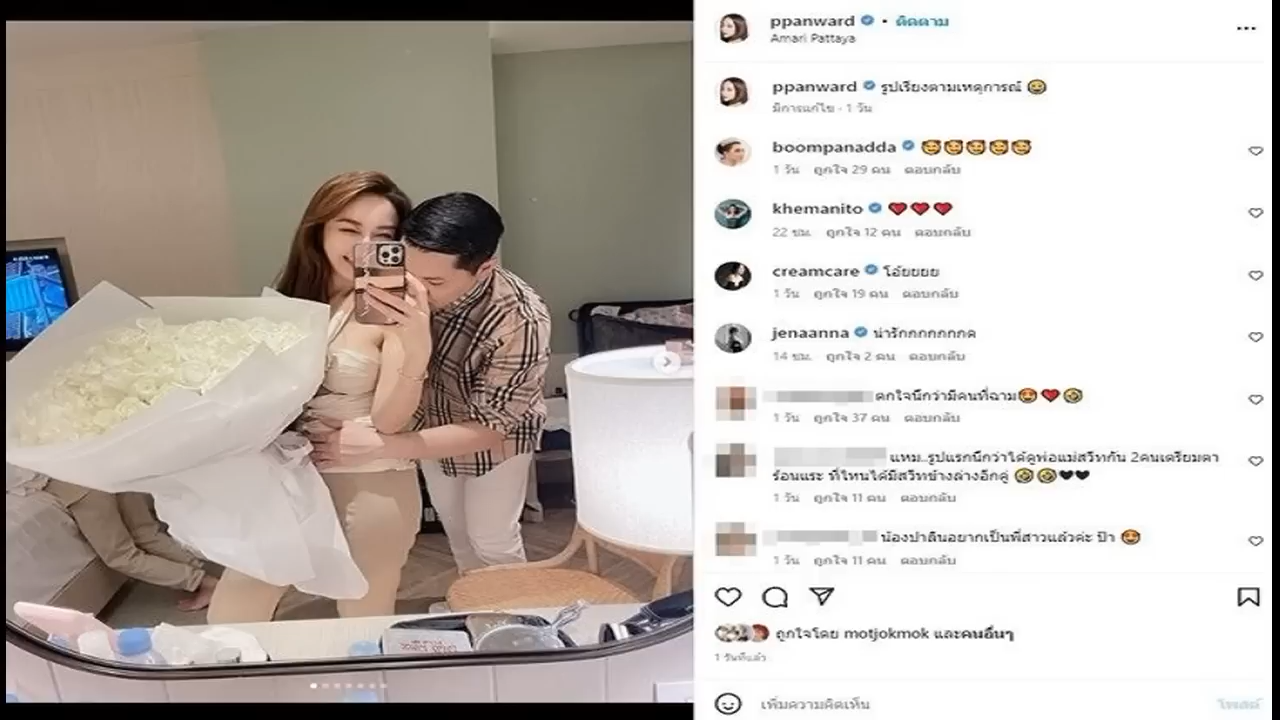 ppanward • ติดตาม
Amari Pattaya
ppanward รูปเรียงตามเหตุการณ์ 😂
มีการแก้ไข · 1 วัน
boompanadda 🥰🥰🥰🥰🥰
1 วัน ถูกใจ 29 คน ตอบกลับ
khemanito ❤️❤️❤️
22 ชม. ถูกใจ 12 คน ตอบกลับ
creamcare โอ้ยยยย
1 วัน ถูกใจ 19 คน ตอบกลับ
jenaanna น่ารักกกกกกก
14 ชม. ถูกใจ 2 คน ตอบกลับ
ตกใจนึกว่ามีคนที่ฉาม🤩❤️🤣
1 วัน ถูกใจ 37 คน ตอบกลับ
แหม..รูปแรกนึกว่าได้ดูพ่อแม่สวีทกัน 2คนเตรียมตา
ร้อนแระ ที่ไหนได้มีสวีทข้างล่างอีกคู่ 🤣🤣🖤🖤
1 วัน ถูกใจ 11 คน ตอบกลับ
น้องปาลินอยากเป็นพี่สาวแล้วค่ะ ป๊า 🤩
1 วัน ถูกใจ 11 คน ตอบกลับ
ถูกใจโดย motjokmok และคนอื่นๆ
1 วันที่แล้ว
เพิ่มความคิดเห็น
โพสต์